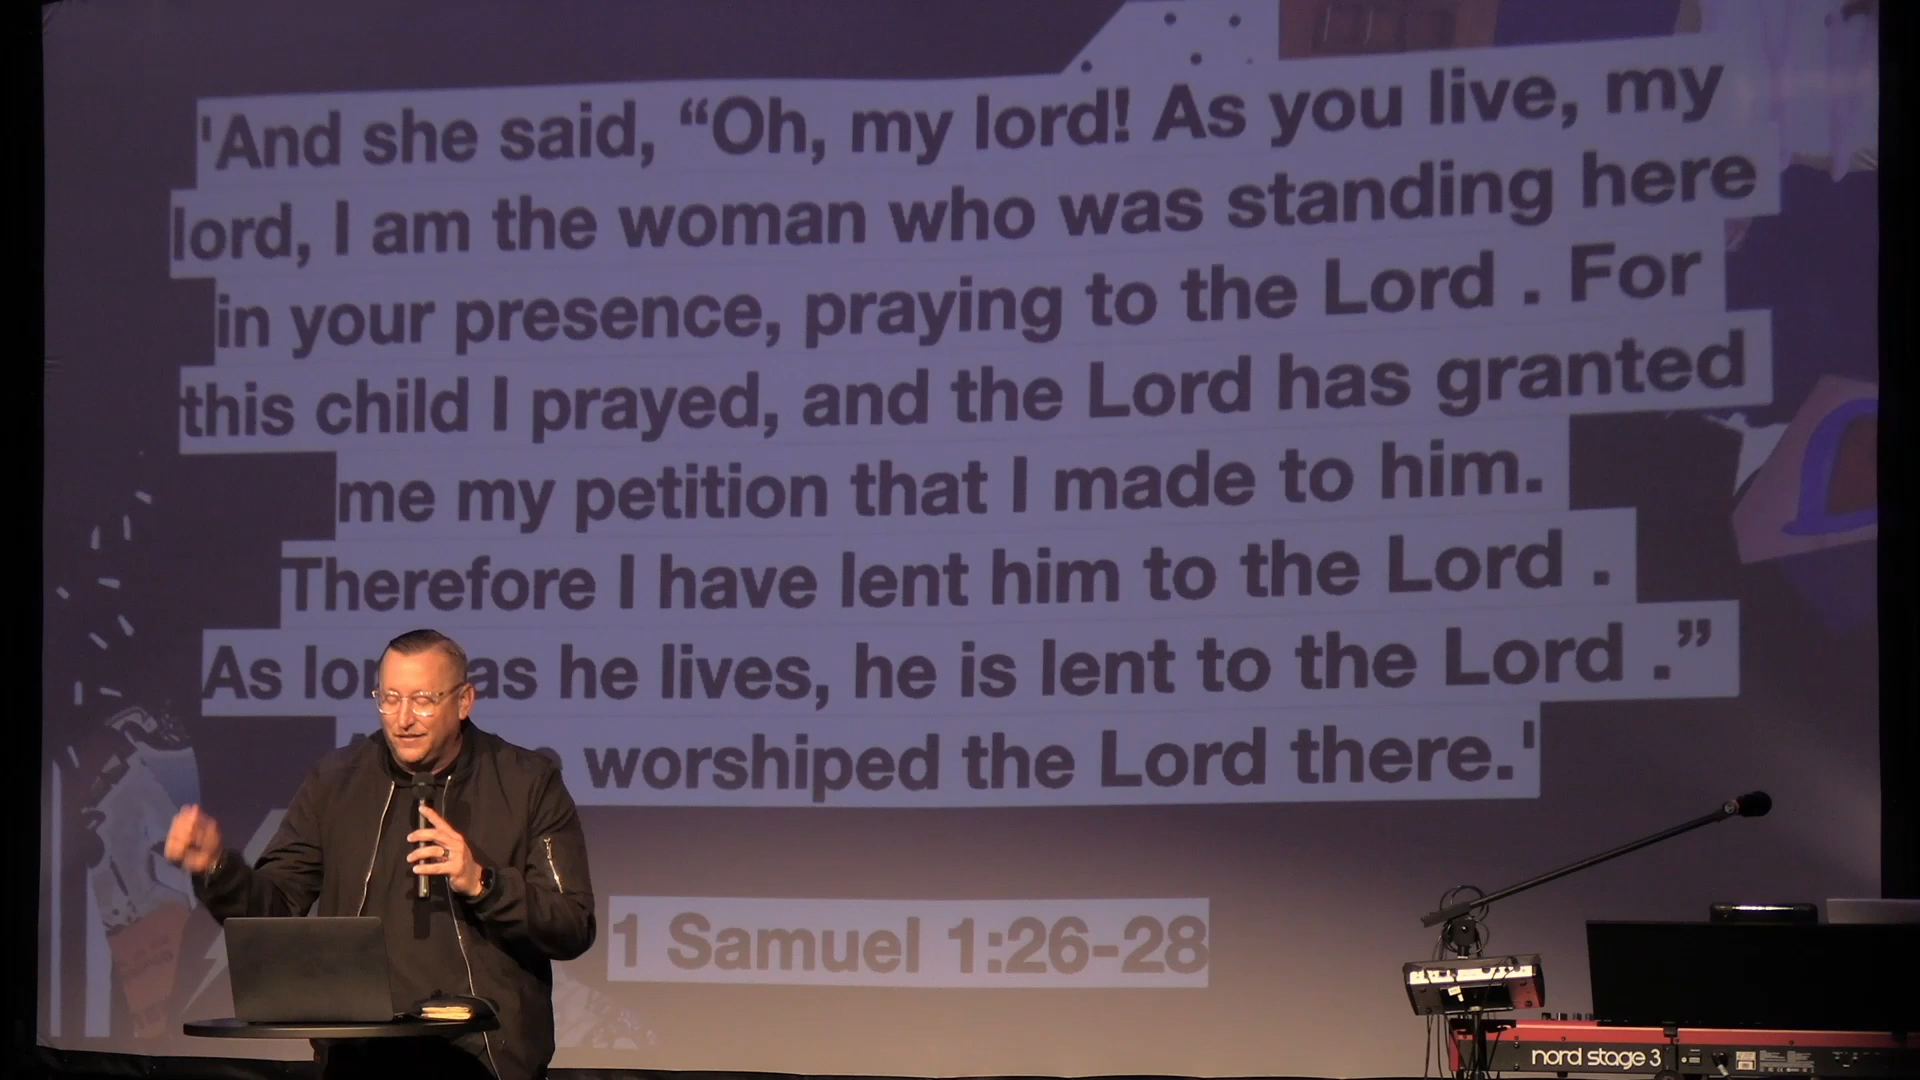 'And she said, “Oh, my lord! As you live, my
lord, I am the woman who was standing here
in your presence, praying to the Lord . For
this child I prayed, and the Lord has granted
me my petition that I made to him.
Therefore I have lent him to the Lord .
As as he lives, he is lent to the Lord .”
worshiped the Lord there.'
1 Samuel 1:26-28
nord stage 3